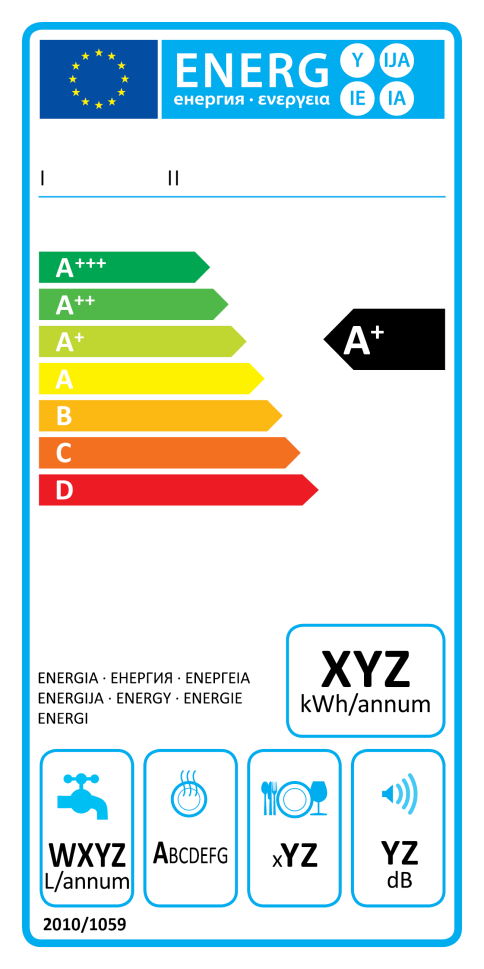 ENERG Y IJA
енергия · ενεργεια IE IA
I II
A+++
A++
A+
A+
A
B
C
D
XYZ
kWh/annum
ENERGIA · ЕНЕРГИЯ · ΕΝΕΡΓΕΙΑ
ENERGIJA · ENERGY · ENERGIE
ENERGI
WXYZ
L/annum
ABCDEFG
xYZ
YZ
dB
2010/1059